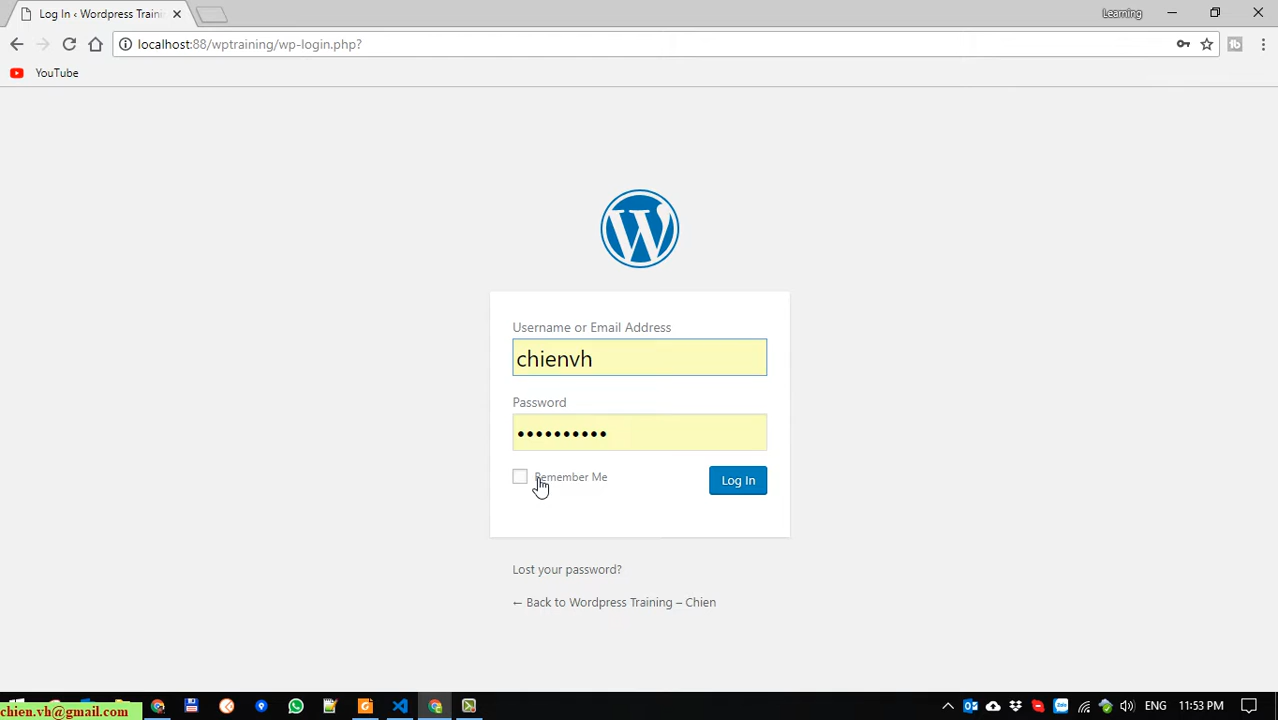 Log In ‹ Wordpress Trainin
Learning
localhost:88/wptraining/wp-login.php?
YouTube
Username or Email Address
chienvh
Password
Remember Me
Log In
Lost your password?
← Back to Wordpress Training – Chien
chien.vh@gmail.com
ENG
11:53 PM